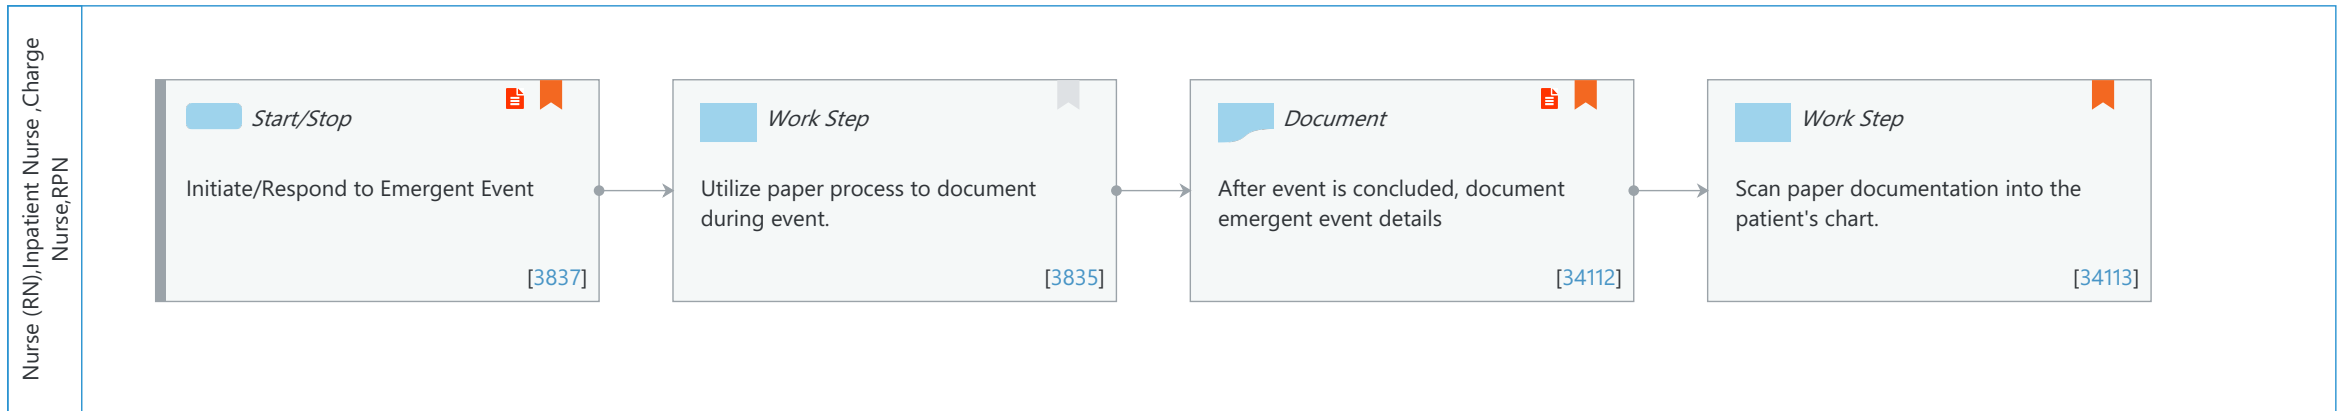 Nurse (RN),Inpatient Nurse ,Charge
Nurse,RPN
Start/Stop
Initiate/Respond to Emergent Event
[3837]
Work Step
Utilize paper process to document
during event.
[3835]
Document
After event is concluded, document
emergent event details
[34112]
Work Step
Scan paper documentation into the
patient's chart.
[34113]